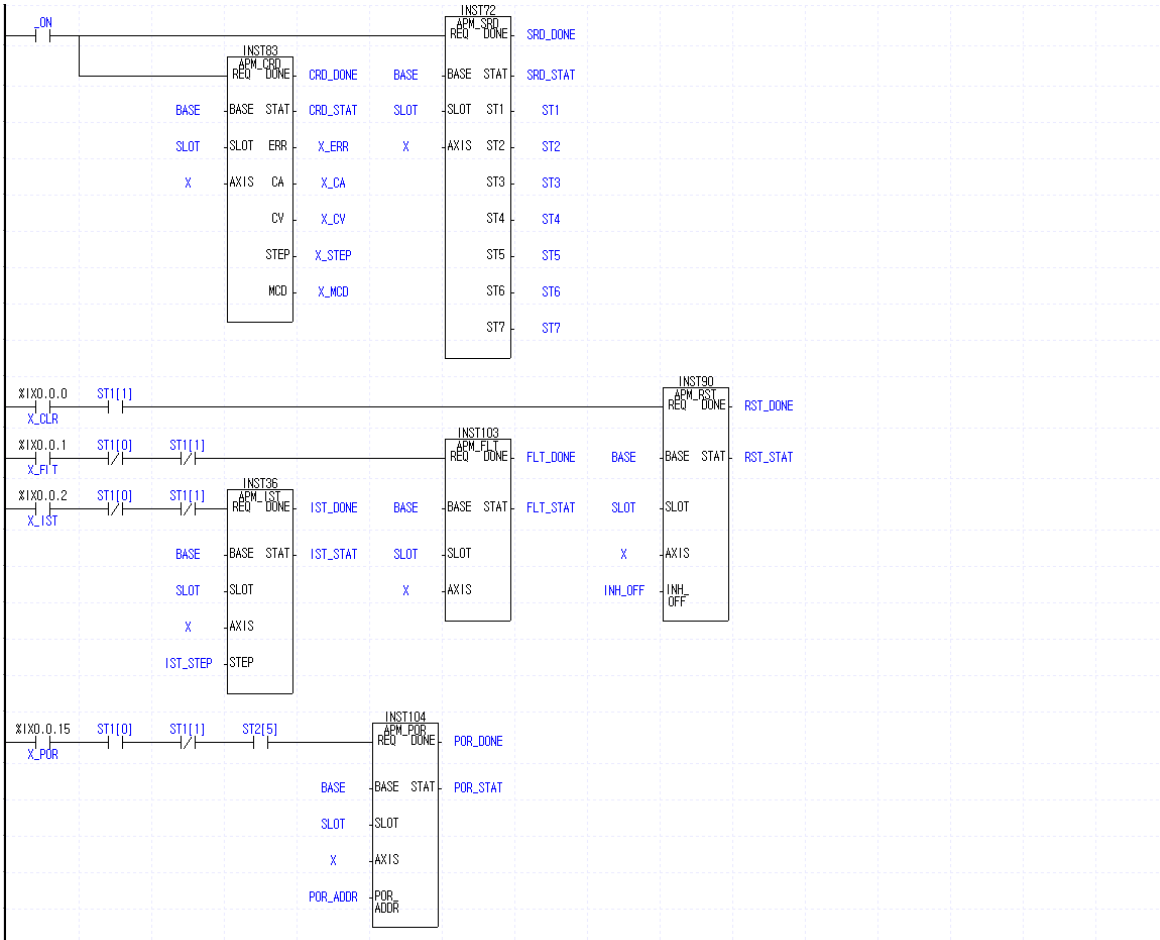 _ON
INST72
APM_SRD
REQ DONE SRD_DONE
INST83
APM_CRD
REQ DONE CRD_DONE BASE BASE STAT SRD_STAT
BASE BASE STAT CRD_STAT SLOT SLOT ST1 ST1
SLOT SLOT ERR X_ERR X AXIS ST2 ST2
X AXIS CA X_CA ST3 ST3
CV X_CV ST4 ST4
STEP X_STEP ST5 ST5
MCD X_MCD ST6 ST6
ST7 ST7
INST90
APM_RST
%IX0.0.0 ST1[1]
REQ DONE RST_DONE
X_CLR
INST103
APM_FLT
%IX0.0.1 ST1[0] ST1[1]
REQ DONE FLT_DONE BASE BASE STAT RST_STAT
X_FLT
INST36
APM_IST
%IX0.0.2 ST1[0] ST1[1]
REQ DONE IST_DONE BASE BASE STAT FLT_STAT SLOT SLOT
X_IST
BASE BASE STAT IST_STAT SLOT SLOT X AXIS
SLOT SLOT X AXIS INH_OFF INH_
OFF
X AXIS
IST_STEP STEP
INST104
APM_POR
%IX0.0.15 ST1[0] ST1[1] ST2[5]
REQ DONE POR_DONE
X_POR
BASE BASE STAT POR_STAT
SLOT SLOT
X AXIS
POR_ADDR POR_
ADDR